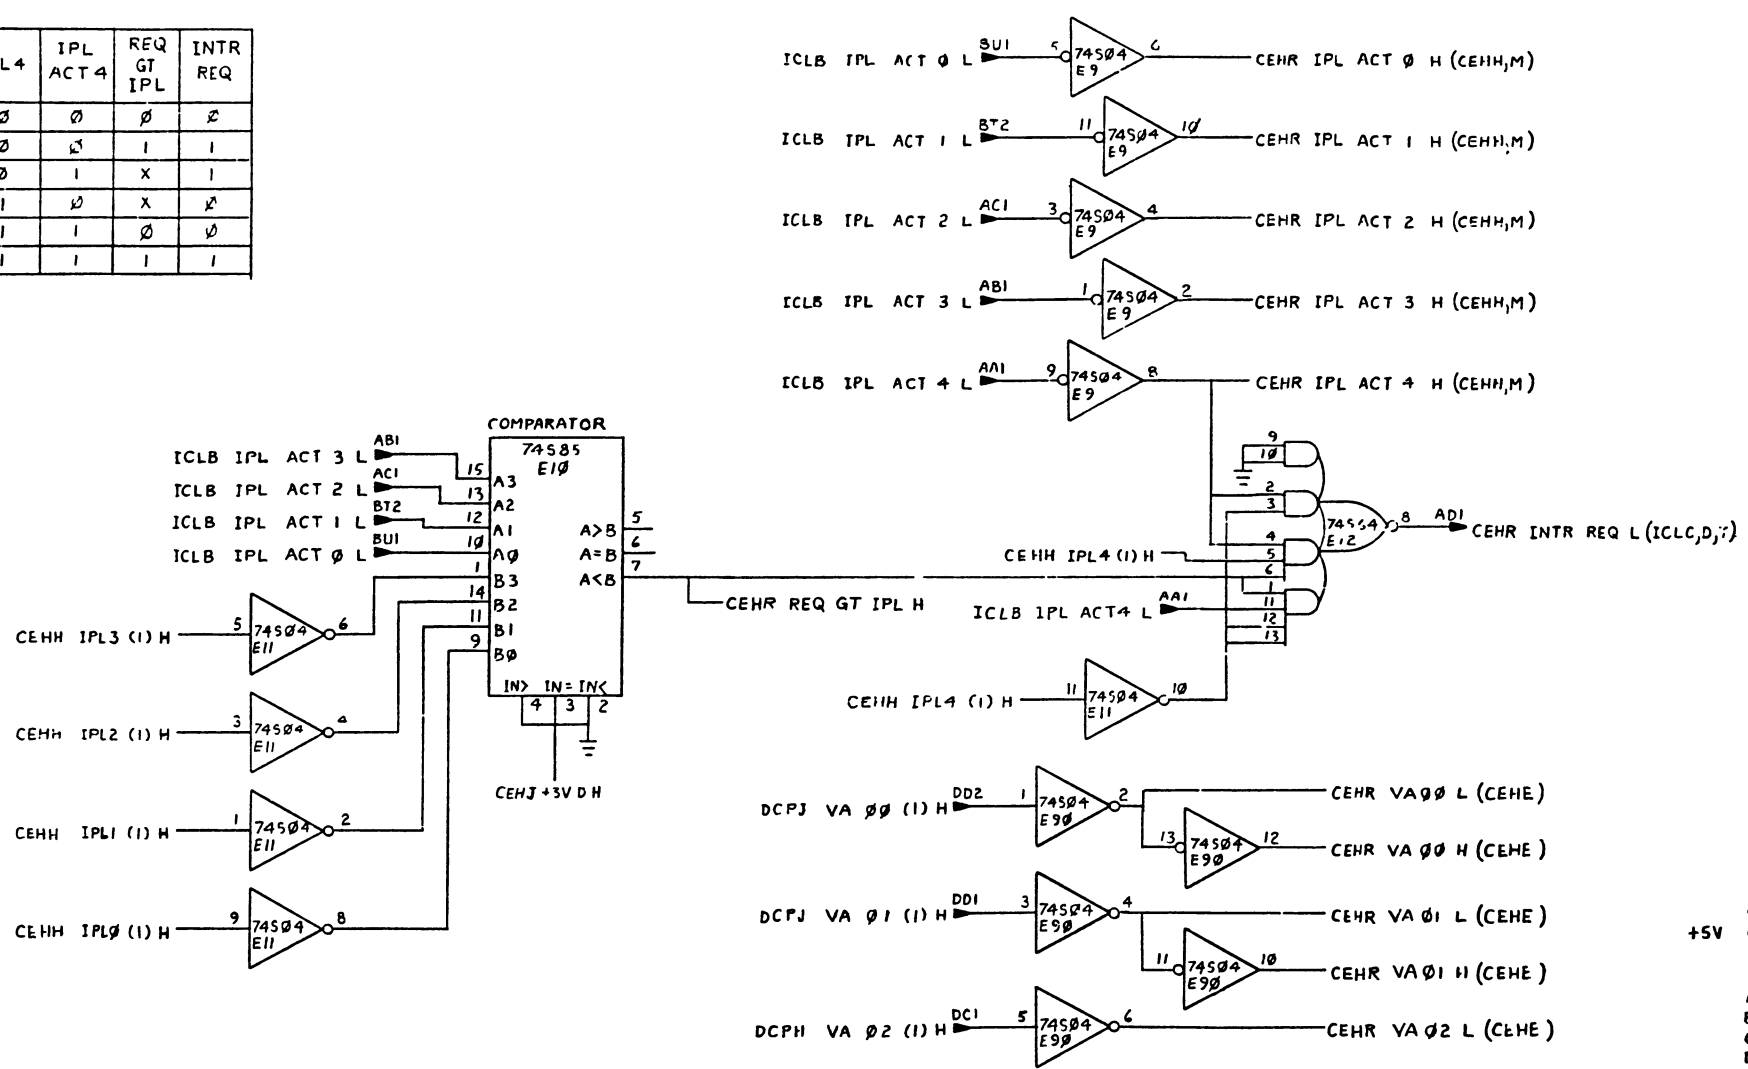 L4 IPL ACT 4 REQ GT IPL INTR REQ
Ø Ø Ø Ø
Ø Ø 1 1
Ø 1 X 1
1 Ø X Ø
1 1 Ø Ø
1 1 1 1
ICLB IPL ACT Ø L BU1 5 74SØ4 E9 6 CEHR IPL ACT Ø H (CEHH,M)
ICLB IPL ACT 1 L BT2 11 74SØ4 E9 1Ø CEHR IPL ACT 1 H (CEHH,M)
ICLB IPL ACT 2 L AC1 3 74SØ4 E9 4 CEHR IPL ACT 2 H (CEHH,M)
ICLB IPL ACT 3 L AB1 1 74SØ4 E9 2 CEHR IPL ACT 3 H (CEHH,M)
ICLB IPL ACT 4 L AA1 9 74SØ4 E9 8 CEHR IPL ACT 4 H (CEHH,M)
COMPARATOR
74S85
E1Ø
ICLB IPL ACT 3 L AB1 15 A3
ICLB IPL ACT 2 L AC1 13 A2
ICLB IPL ACT 1 L BT2 12 A1
ICLB IPL ACT Ø L BU1 1Ø AØ
1 B3
14 B2
11 B1
9 BØ
A>B 5
A=B 6
A<B 7
IN> IN= IN<
4 3 2
CEHJ +3V D H
CEHR REQ GT IPL H
CEHH IPL3 (1) H 5 74SØ4 E11 6
CEHH IPL2 (1) H 3 74SØ4 E11 4
CEHH IPL1 (1) H 1 74SØ4 E11 2
CEHH IPLØ (1) H 9 74SØ4 E11 8
9
1Ø
2
3
4
CEHH IPL4 (1) H 5
6
1
ICLB IPL ACT4 L AA1 11
12
13
E12 8 AD1 CEHR INTR REQ L
CEHH IPL4 (1) H 11 74SØ4 E11 1Ø
DCPJ VA ØØ (1) H DD2 1 74SØ4 E9Ø 2 CEHR VAØØ L (CEHE)
13 74SØ4 E9Ø 12 CEHR VA ØØ H (CEHE)
DCPJ VA Ø1 (1) H DD1 3 74SØ4 E9Ø 4 CEHR VAØ1 L (CEHE)
11 74SØ4 E9Ø 1Ø CEHR VAØ1 H (CEHE)
DCPH VA Ø2 (1) H DC1 5 74SØ4 E9Ø 6 CEHR VAØ2 L (CEHE)
+5V